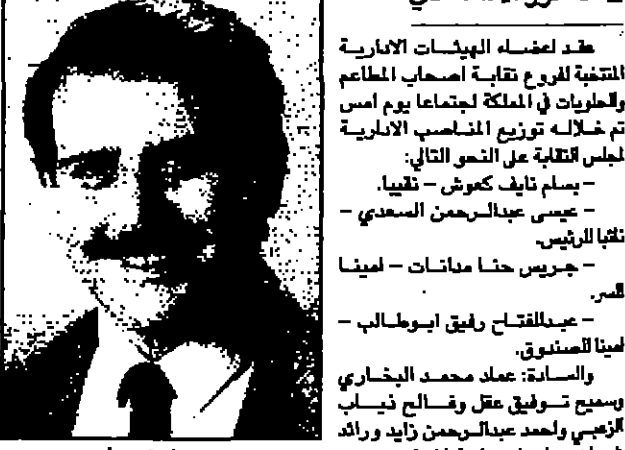 عقد اعضاء الهيئات الادارية
المنتخبة لفروع نقابة اصحاب المطاعم
والحلويات في المملكة اجتماعا يوم امس
تم خلاله توزيع المناصب الادارية
لمجلس النقابة على النحو التالي:
– بسام نايف كعوش – نقيبا.
– عيسى عبدالرحمن السعدي –
نائبا للرئيس.
– جريس حنا مدانات – امينا
للسر.
– عبدالفتاح رفيق ابوطالب –
امينا للصندوق.
والسادة: عماد محمد البخاري
وسميح توفيق عقل وفالح نياب
الزعبي واحمد عبدالرحمن زايد ورائد